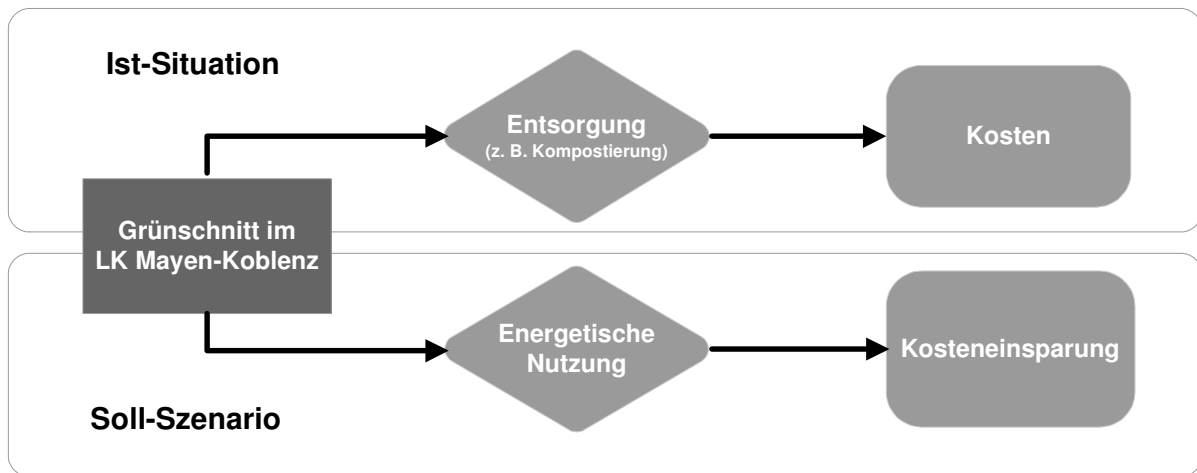 Ist-Situation
Entsorgung
(z. B. Kompostierung)
Kosten
Grünschnitt im
LK Mayen-Koblenz
Energetische
Nutzung
Kosteneinsparung
Soll-Szenario